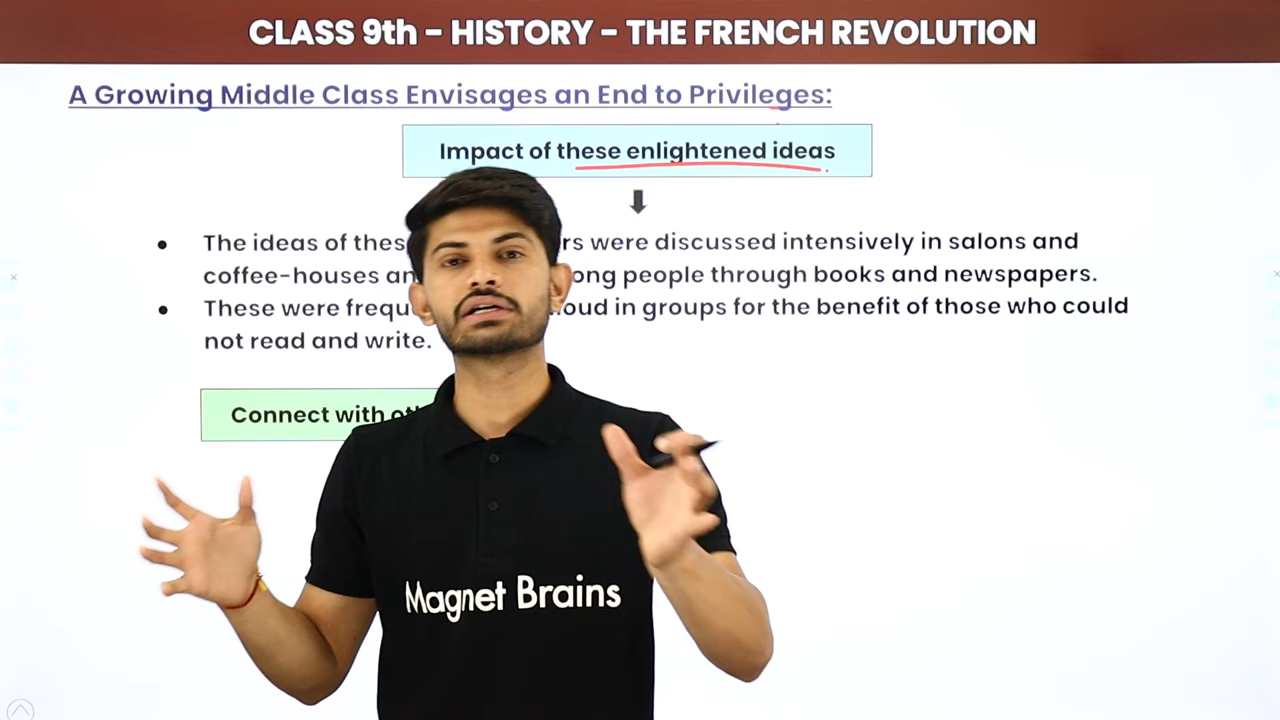 CLASS 9th – HISTORY – THE FRENCH REVOLUTION
A Growing Middle Class Envisages an End to Privileges:
Impact of these enlightened ideas
● The ideas of thes rs were discussed intensively in salons and
coffee-houses an ong people through books and newspapers.
● These were frequ loud in groups for the benefit of those who could
not read and write.
Connect with oth
Magnet Brains